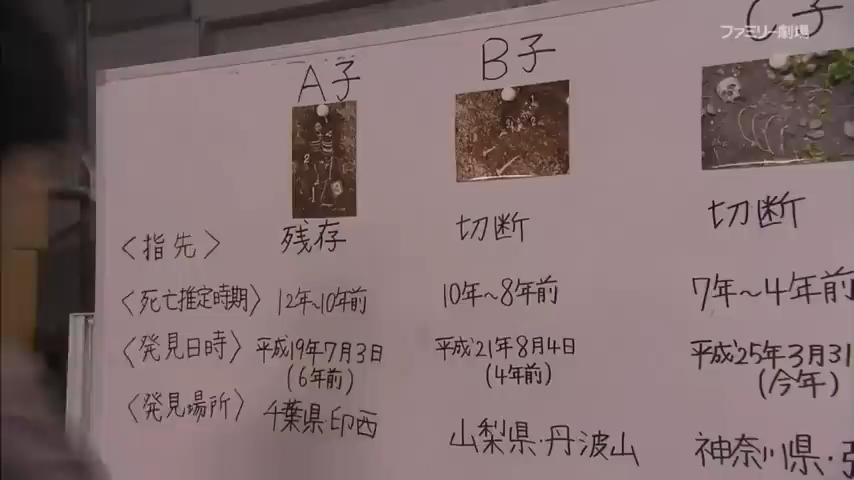 ファミリー劇場
A子 B子 C子
〈指先〉 残存 切断 切断
〈死亡推定時期〉 12年〜10年前 10年〜8年前 7年〜4年前
〈発見日時〉 平成19年7月3日 平成21年8月4日 平成25年3月31
(6年前) (4年前) (今年)
〈発見場所〉 千葉県・印西 山梨県・丹波山 神奈川県・